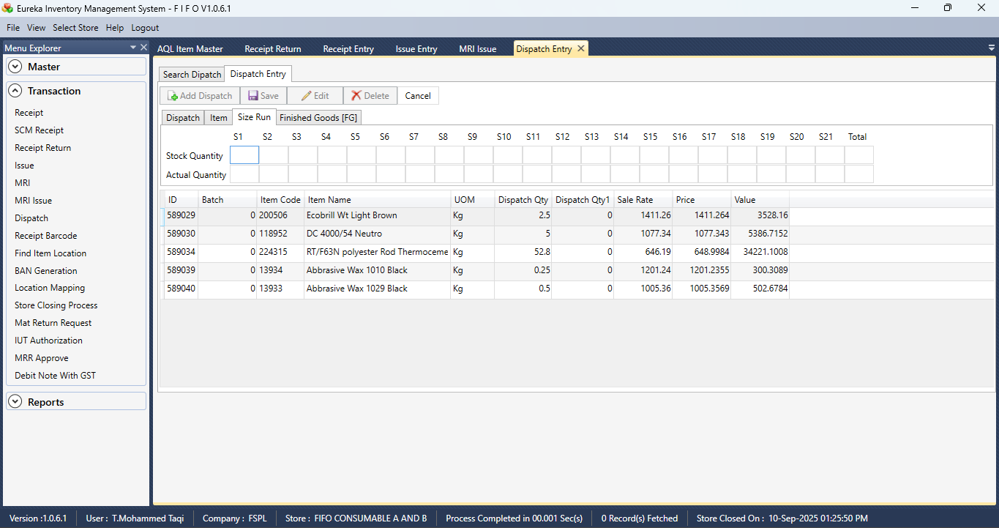 Eureka Inventory Management System - F I F O V1.0.6.1
File View Select Store Help Logout
Menu Explorer
Master
Transaction
Receipt
SCM Receipt
Receipt Return
Issue
MRI
MRI Issue
Dispatch
Receipt Barcode
Find Item Location
BAN Generation
Location Mapping
Store Closing Process
Mat Return Request
IUT Authorization
MRR Approve
Debit Note With GST
Reports
AQL Item Master Receipt Return Receipt Entry Issue Entry MRI Issue Dispatch Entry
Search Dipatch Dispatch Entry
Add Dispatch Save Edit Delete Cancel
Dispatch Item Size Run Finished Goods [FG]
S1 S2 S3 S4 S5 S6 S7 S8 S9 S10 S11 S12 S13 S14 S15 S16 S17 S18 S19 S20 S21 Total
Stock Quantity
Actual Quantity
ID Batch Item Code Item Name UOM Dispatch Qty Dispatch Qty1 Sale Rate Price Value
589029 0 200506 Ecobrill Wt Light Brown Kg 2.5 0 1411.26 1411.264 3528.16
589030 0 118952 DC 4000/54 Neutro Kg 5 0 1077.34 1077.343 5386.7152
589034 0 224315 RT/F63N polyester Rod Thermoceme Kg 52.8 0 646.19 648.9984 34221.1008
589039 0 13934 Abbrasive Wax 1010 Black Kg 0.25 0 1201.24 1201.2355 300.3089
589040 0 13933 Abbrasive Wax 1029 Black Kg 0.5 0 1005.36 1005.3569 502.6784
Version :1.0.6.1 User : T.Mohammed Taqi Company : FSPL Store : FIFO CONSUMABLE A AND B Process Completed in 00.001 Sec(s) 0 Record(s) Fetched Store Closed On : 10-Sep-2025 01:25:50 PM